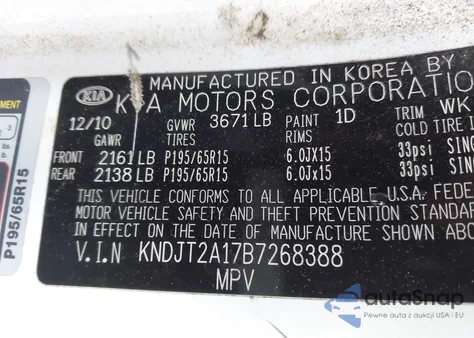 MANUFACTURED IN KOREA BY
KIA KIA MOTORS CORPORATION
12/10 GVWR 3671 LB PAINT 1D TRIM WK
GAWR TIRES RIMS COLD TIRE
FRONT 2161 LB P195/65R15 6.0JX15 33psi SING
REAR 2138 LB P195/65R15 6.0Jx15 33psi SING
THIS VEHICLE CONFORMS TO ALL APPLICABLE U.S.A. FEDE
MOTOR VEHICLE SAFETY AND THEFT PREVENTION STANDARD
EFFECT ON THE DATE OF MANUFACTURE SHOWN ABO
V.I.N KNDJT2A17B7268388
MPV
P195/65R15
autoSnap
Pewne auta z USA i EU